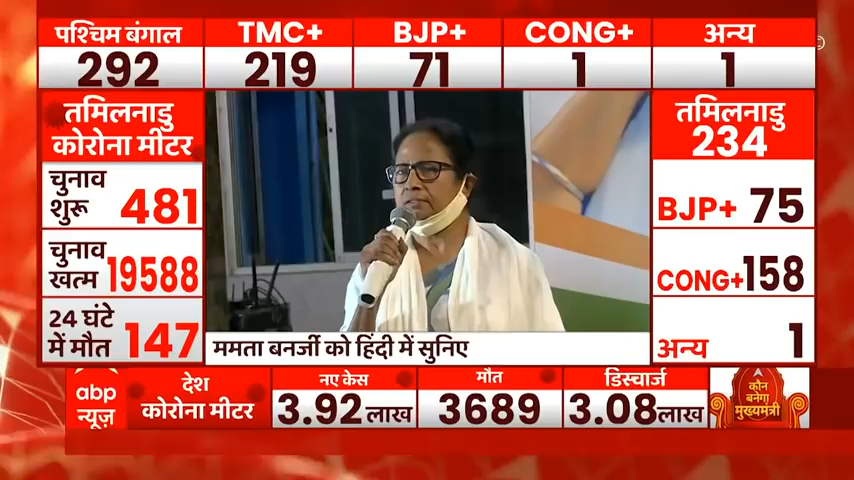 पश्चिम बंगाल TMC+ BJP+ CONG+ अन्य
292 219 71 1 1
तमिलनाडु
कोरोना मीटर
चुनाव
शुरू 481
चुनाव
खत्म 19588
24 घंटे
में मौत 147
तमिलनाडु
234
BJP+ 75
CONG+ 158
अन्य 1
ममता बनर्जी को हिंदी में सुनिए
abp
न्यूज़
देश
कोरोना मीटर
नए केस मौत डिस्चार्ज
3.92 लाख 3689 3.08 लाख
कौन
बनेगा
मुख्यमंत्री